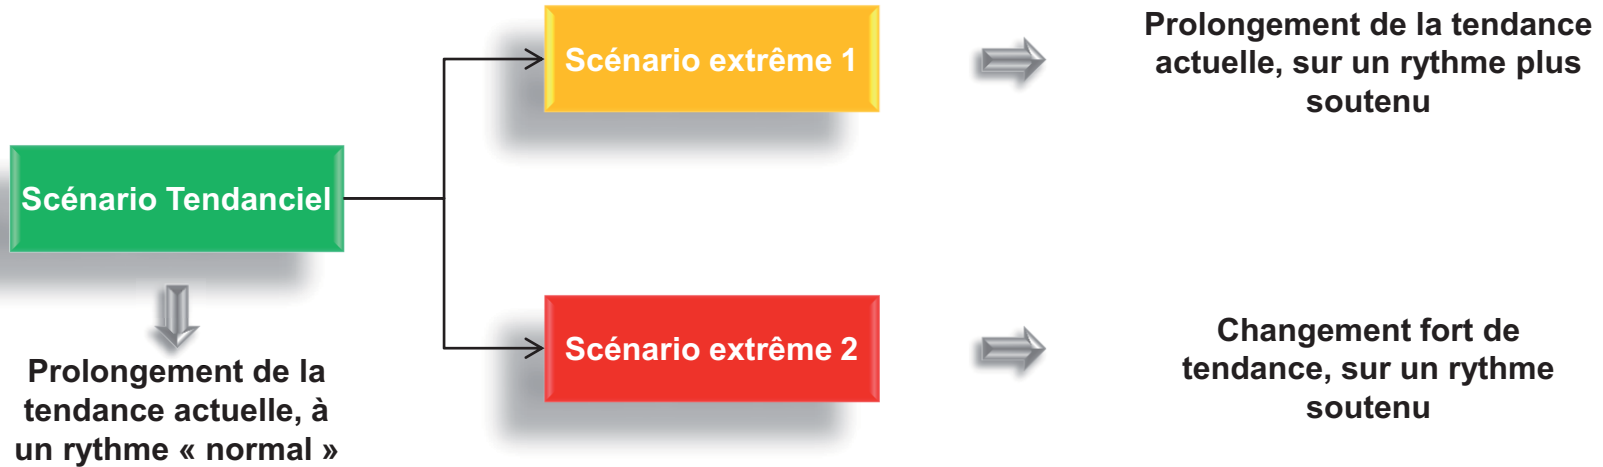 Scénario extrême 1
Prolongement de la tendance
actuelle, sur un rythme plus
soutenu
Scénario Tendanciel
Prolongement de la
tendance actuelle, à
un rythme « normal »
Scénario extrême 2
Changement fort de
tendance, sur un rythme
soutenu